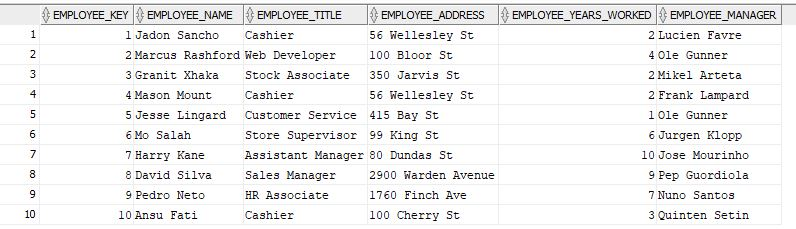 EMPLOYEE_KEY EMPLOYEE_NAME EMPLOYEE_TITLE EMPLOYEE_ADDRESS EMPLOYEE_YEARS_WORKED EMPLOYEE_MANAGER
1 1 Jadon Sancho Cashier 56 Wellesley St 2 Lucien Favre
2 2 Marcus Rashford Web Developer 100 Bloor St 4 Ole Gunner
3 3 Granit Xhaka Stock Associate 350 Jarvis St 2 Mikel Arteta
4 4 Mason Mount Cashier 56 Wellesley St 2 Frank Lampard
5 5 Jesse Lingard Customer Service 415 Bay St 1 Ole Gunner
6 6 Mo Salah Store Supervisor 99 King St 6 Jurgen Klopp
7 7 Harry Kane Assistant Manager 80 Dundas St 10 Jose Mourinho
8 8 David Silva Sales Manager 2900 Warden Avenue 9 Pep Guordiola
9 9 Pedro Neto HR Associate 1760 Finch Ave 7 Nuno Santos
10 10 Ansu Fati Cashier 100 Cherry St 3 Quinten Setin